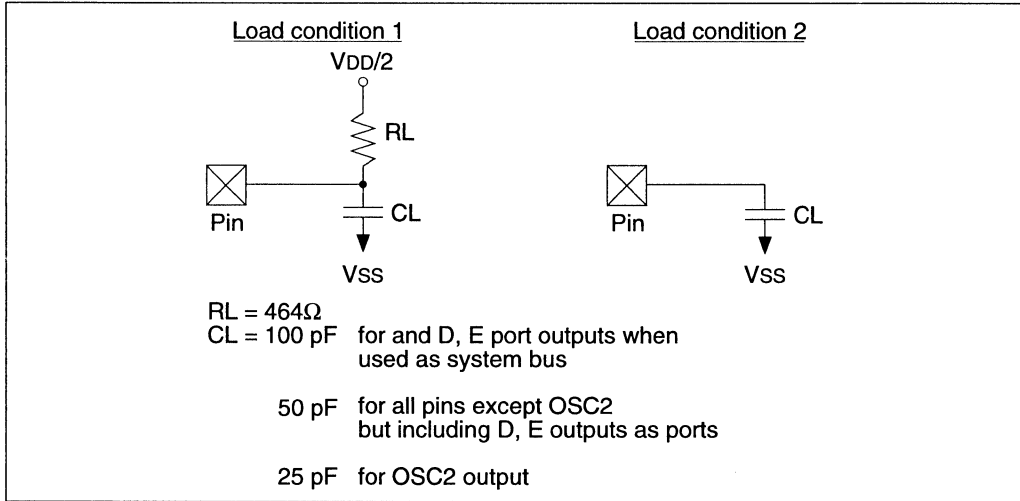 Load condition 1
VDD/2
RL
Pin
CL
VSS
Load condition 2
Pin
CL
VSS
RL = 464Ω
CL = 100 pF for and D, E port outputs when
used as system bus
50 pF for all pins except OSC2
but including D, E outputs as ports
25 pF for OSC2 output